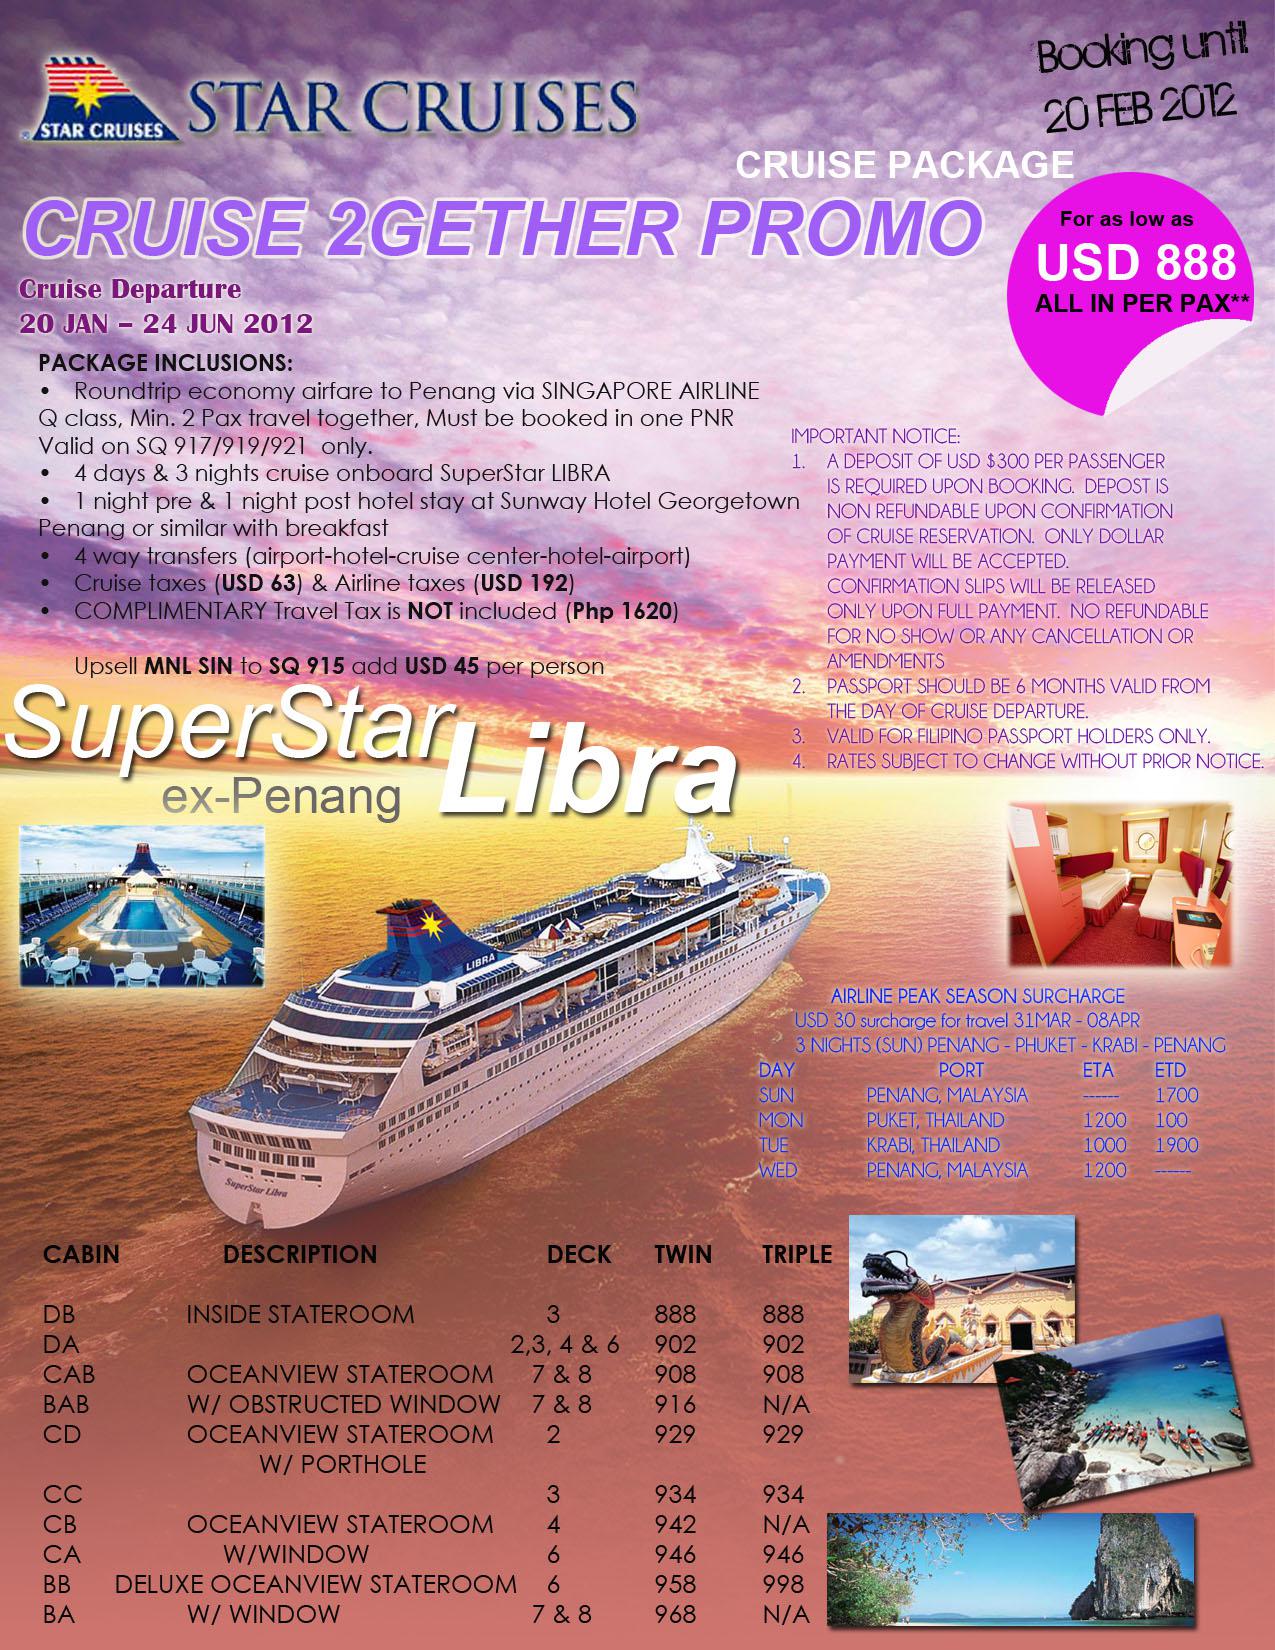 STAR CRUISES
STAR CRUISES
Booking until
20 FEB 2012
CRUISE PACKAGE
CRUISE 2GETHER PROMO
For as low as
USD 888
ALL IN PER PAX**
Cruise Departure
20 JAN – 24 JUN 2012
PACKAGE INCLUSIONS:
• Roundtrip economy airfare to Penang via SINGAPORE AIRLINE
Q class, Min. 2 Pax travel together, Must be booked in one PNR
Valid on SQ 917/919/921 only.
• 4 days & 3 nights cruise onboard SuperStar LIBRA
• 1 night pre & 1 night post hotel stay at Sunway Hotel Georgetown
Penang or similar with breakfast
• 4 way transfers (airport-hotel-cruise center-hotel-airport)
• Cruise taxes (USD 63) & Airline taxes (USD 192)
• COMPLIMENTARY Travel Tax is NOT included (Php 1620)
Upsell MNL SIN to SQ 915 add USD 45 per person
IMPORTANT NOTICE:
1. A DEPOSIT OF USD $300 PER PASSENGER
IS REQUIRED UPON BOOKING. DEPOST IS
NON REFUNDABLE UPON CONFIRMATION
OF CRUISE RESERVATION. ONLY DOLLAR
PAYMENT WILL BE ACCEPTED.
CONFIRMATION SLIPS WILL BE RELEASED
ONLY UPON FULL PAYMENT. NO REFUNDABLE
FOR NO SHOW OR ANY CANCELLATION OR
AMENDMENTS
2. PASSPORT SHOULD BE 6 MONTHS VALID FROM
THE DAY OF CRUISE DEPARTURE.
3. VALID FOR FILIPINO PASSPORT HOLDERS ONLY.
4. RATES SUBJECT TO CHANGE WITHOUT PRIOR NOTICE.
SuperStar
Libra
ex-Penang
LIBRA
SuperStar Libra
AIRLINE PEAK SEASON SURCHARGE
USD 30 surcharge for travel 31MAR - 08APR
3 NIGHTS (SUN) PENANG - PHUKET - KRABI - PENANG
DAY PORT ETA ETD
SUN PENANG, MALAYSIA ------ 1700
MON PUKET, THAILAND 1200 100
TUE KRABI, THAILAND 1000 1900
WED PENANG, MALAYSIA 1200 ------
CABIN DESCRIPTION DECK TWIN TRIPLE
DB INSIDE STATEROOM 3 888 888
DA 2,3, 4 & 6 902 902
CAB OCEANVIEW STATEROOM 7 & 8 908 908
BAB W/ OBSTRUCTED WINDOW 7 & 8 916 N/A
CD OCEANVIEW STATEROOM 2 929 929
W/ PORTHOLE
CC 3 934 934
CB OCEANVIEW STATEROOM 4 942 N/A
CA W/WINDOW 6 946 946
BB DELUXE OCEANVIEW STATEROOM 6 958 998
BA W/ WINDOW 7 & 8 968 N/A